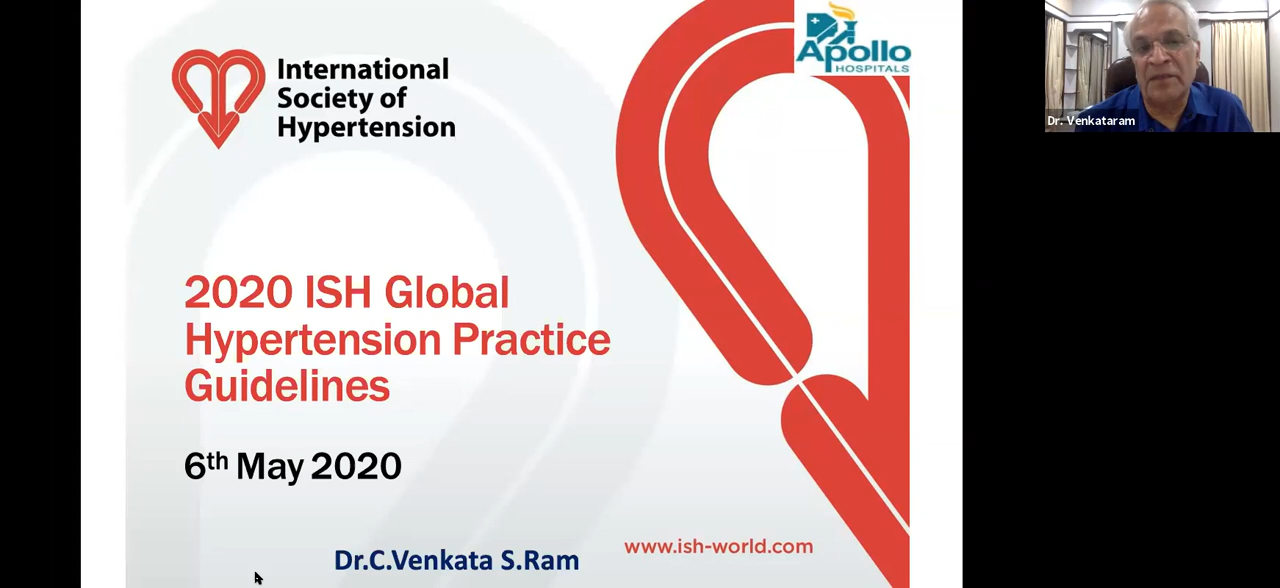 International
Society of
Hypertension
Apollo
HOSPITALS
Dr. Venkataram
2020 ISH Global
Hypertension Practice
Guidelines
6th May 2020
www.ish-world.com
Dr.C.Venkata S.Ram